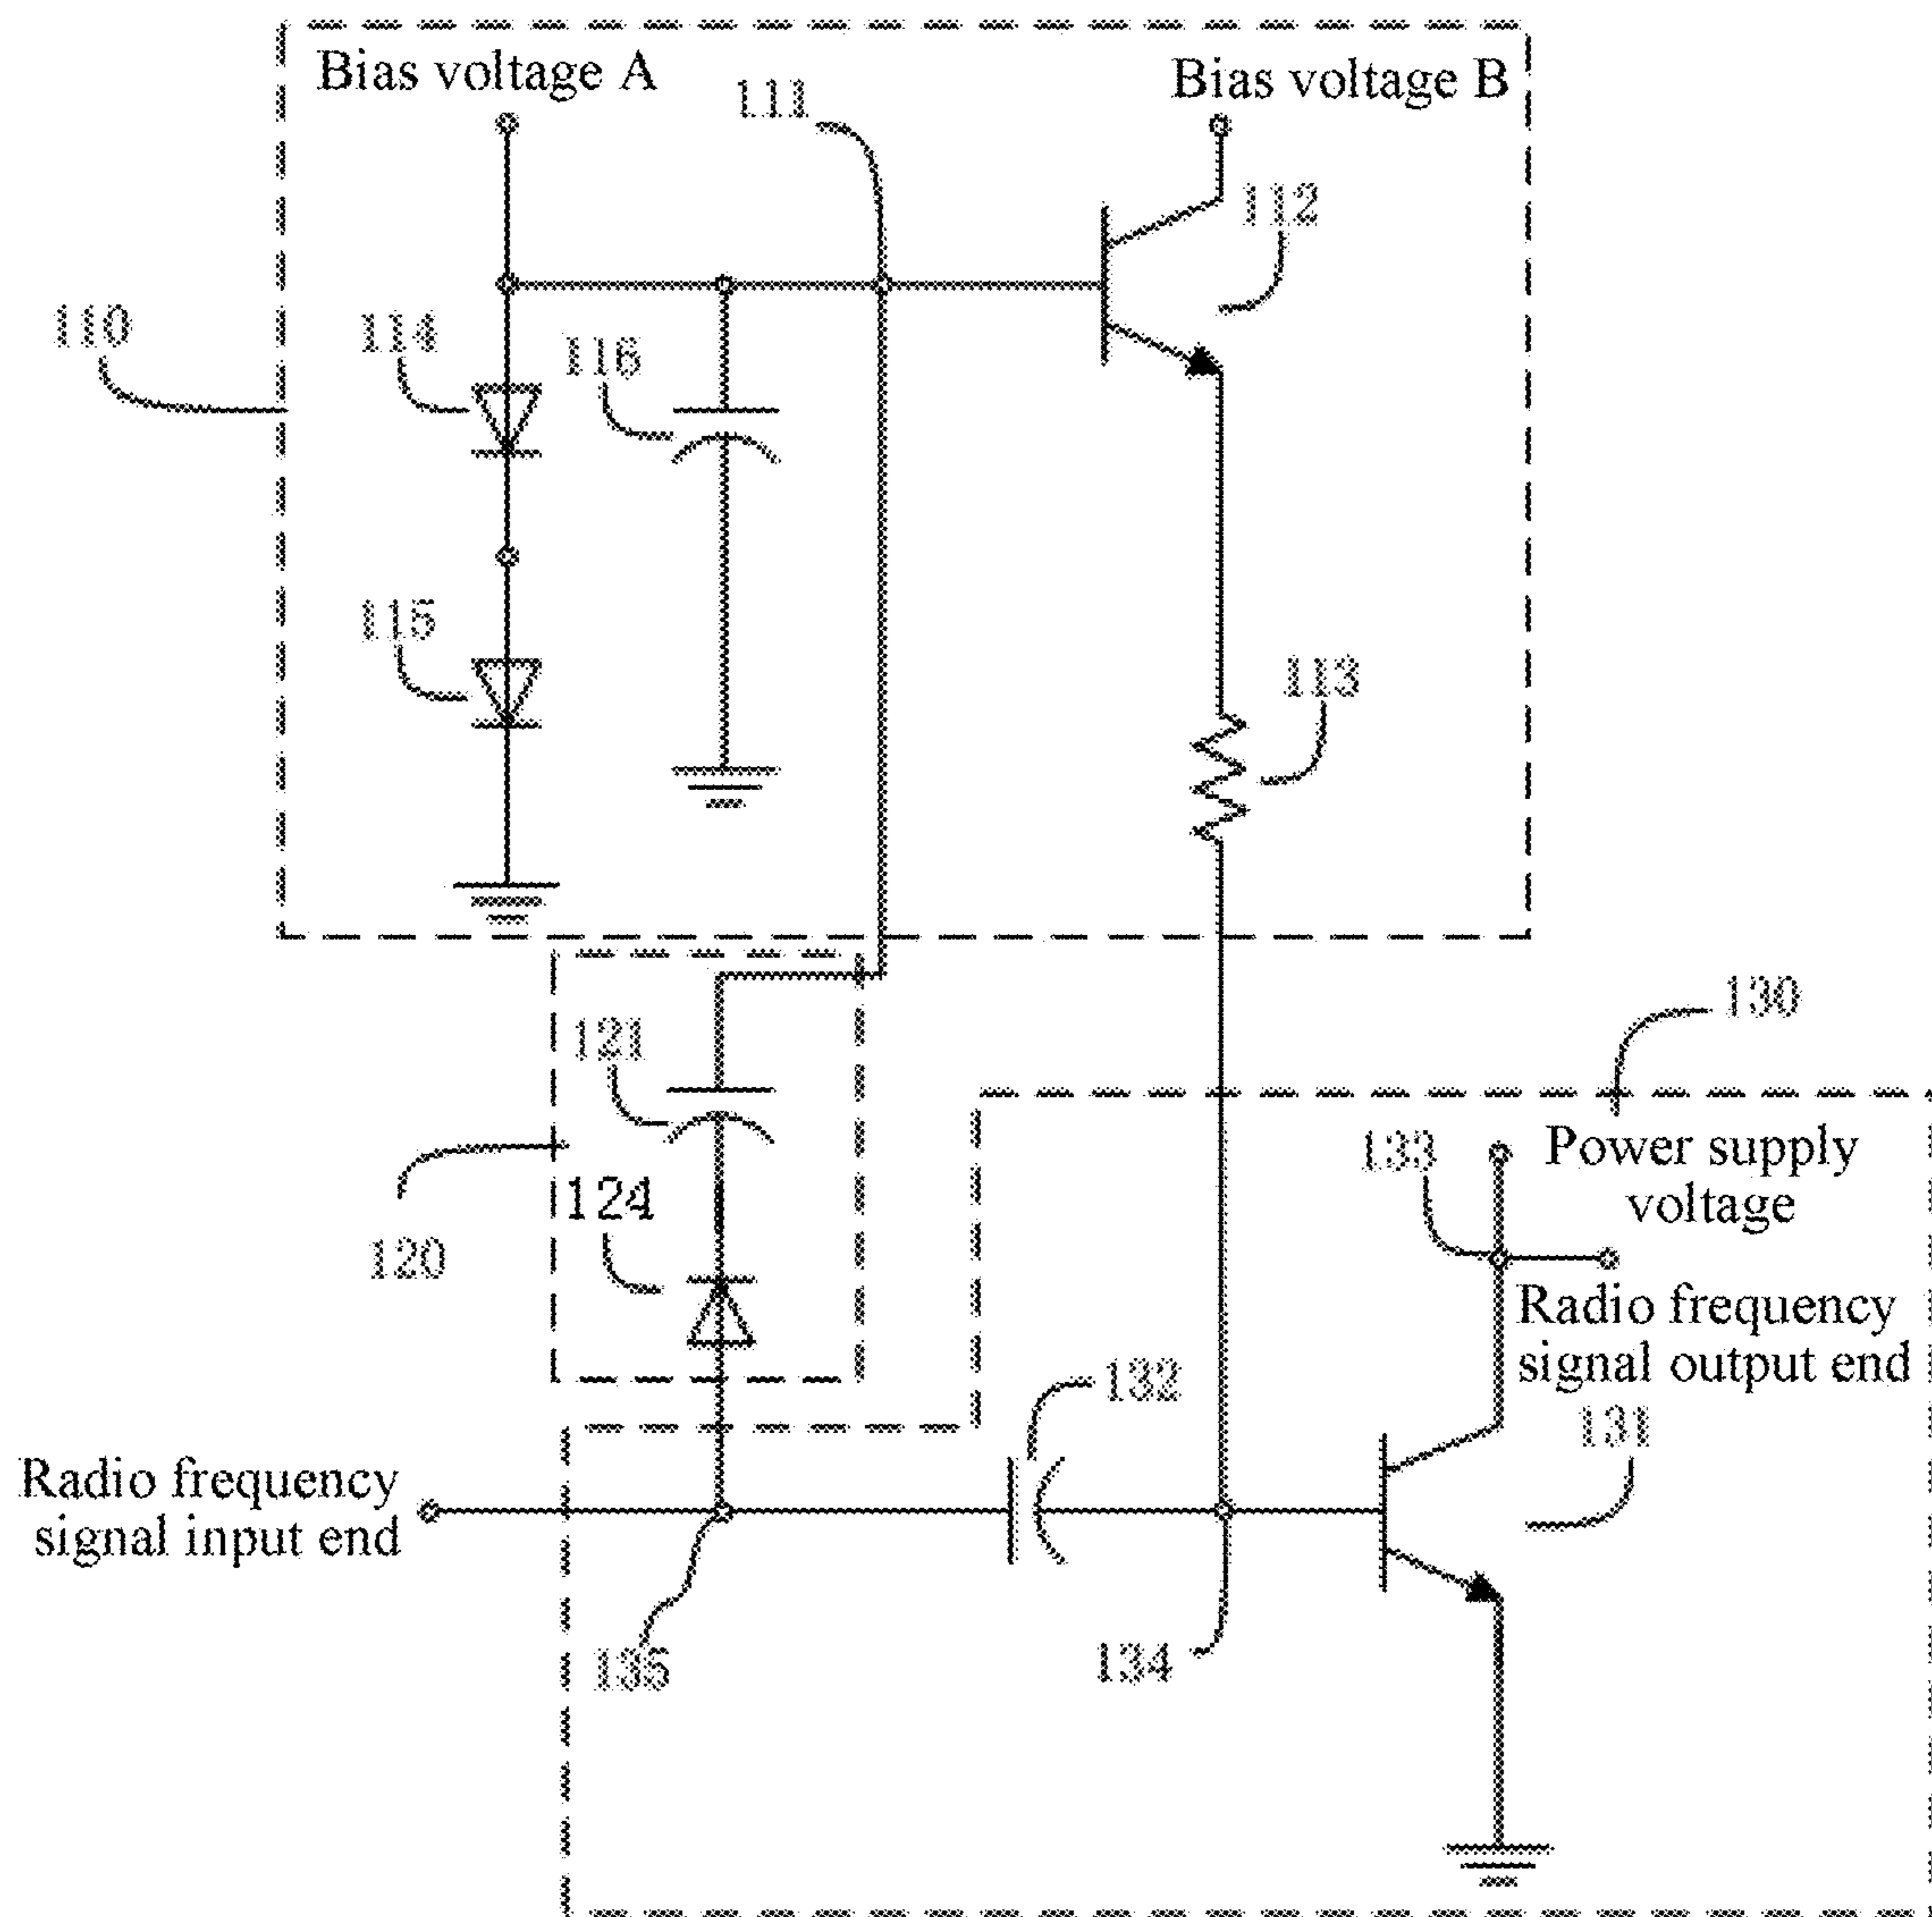 Bias voltage A
111
Bias voltage B
112
110
114
116
115
113
130
121
133
Power supply
voltage
124
120
Radio frequency
signal output end
132
131
Radio frequency
signal input end
135
134